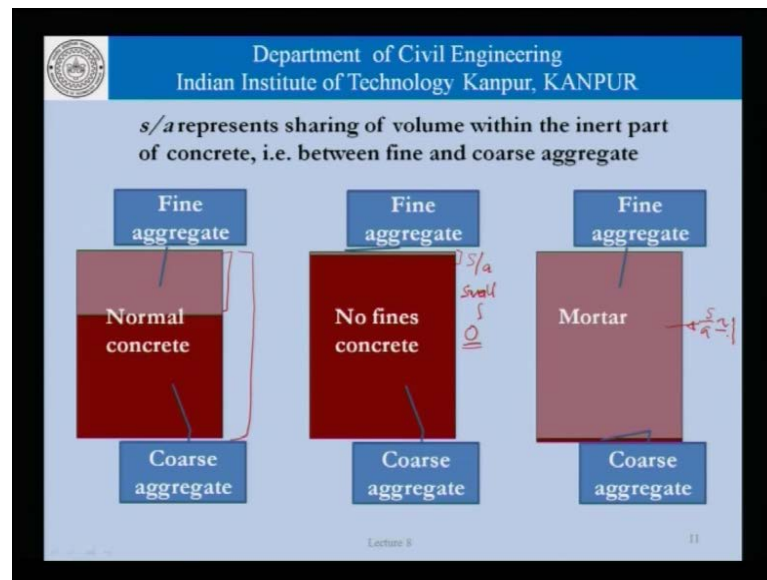 Department of Civil Engineering
Indian Institute of Technology Kanpur, KANPUR
s/a represents sharing of volume within the inert part
of concrete, i.e. between fine and coarse aggregate
Fine
aggregate
Fine
aggregate
Fine
aggregate
Normal
concrete
No fines
concrete
Mortar
s/a
small
0
Coarse
aggregate
Coarse
aggregate
Coarse
aggregate
Lecture 8
11